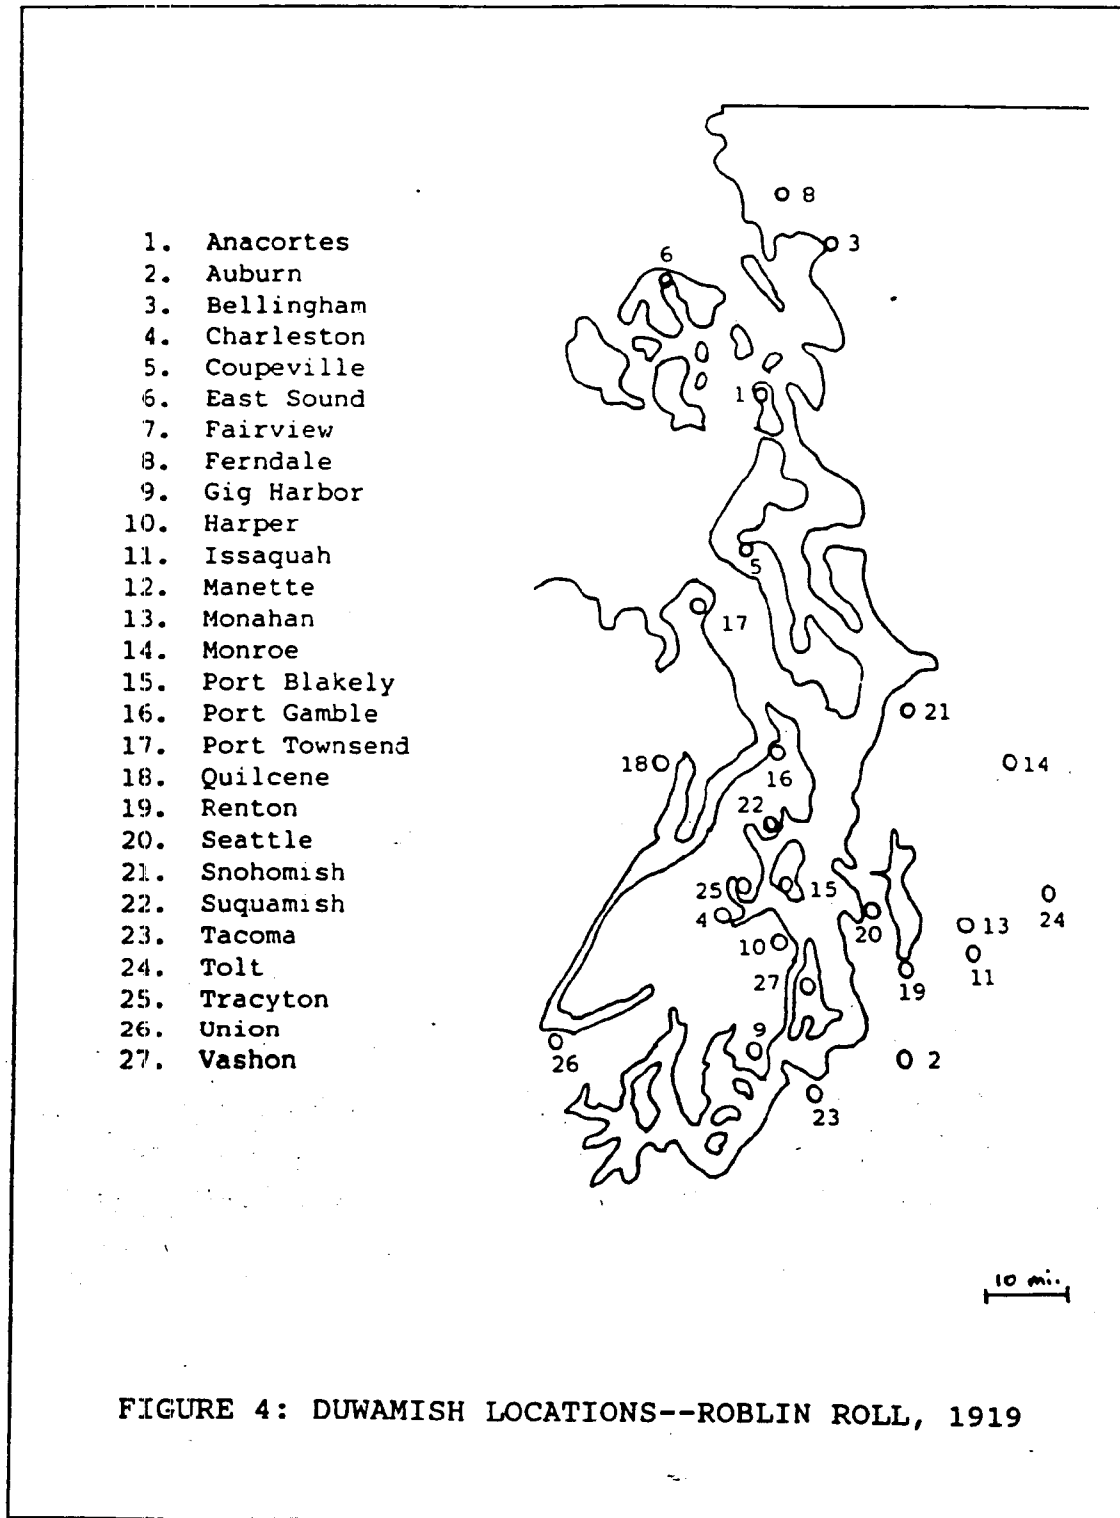 1. Anacortes
2. Auburn
3. Bellingham
4. Charleston
5. Coupeville
6. East Sound
7. Fairview
8. Ferndale
9. Gig Harbor
10. Harper
11. Issaquah
12. Manette
13. Monahan
14. Monroe
15. Port Blakely
16. Port Gamble
17. Port Townsend
18. Quilcene
19. Renton
20. Seattle
21. Snohomish
22. Suquamish
23. Tacoma
24. Tolt
25. Tracyton
26. Union
27. Vashon
8
3
6
1
5
17
21
18
16
14
22
25
15
4
20
13
24
10
11
19
27
9
26
2
23
10 mi.
FIGURE 4: DUWAMISH LOCATIONS--ROBLIN ROLL, 1919